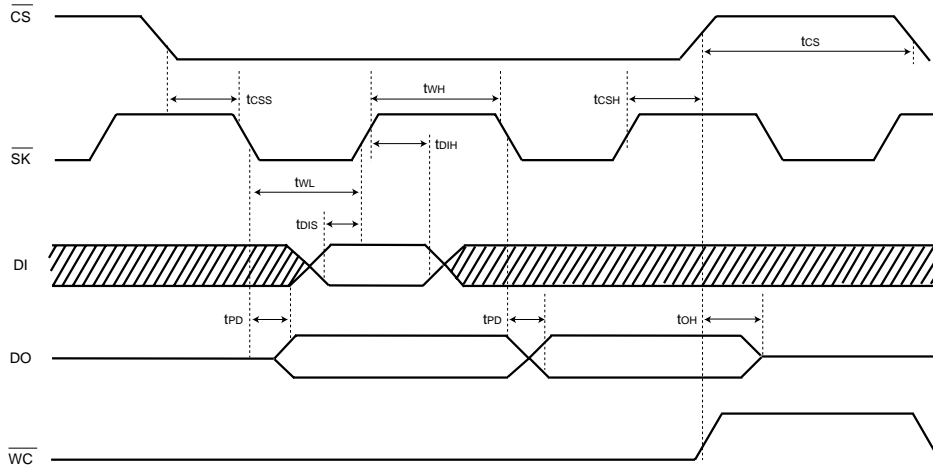 CS
tCS
tCSS
tWH
tCSH
SK
tDIH
tWL
tDIS
DI
tPD
tPD
tOH
DO
WC